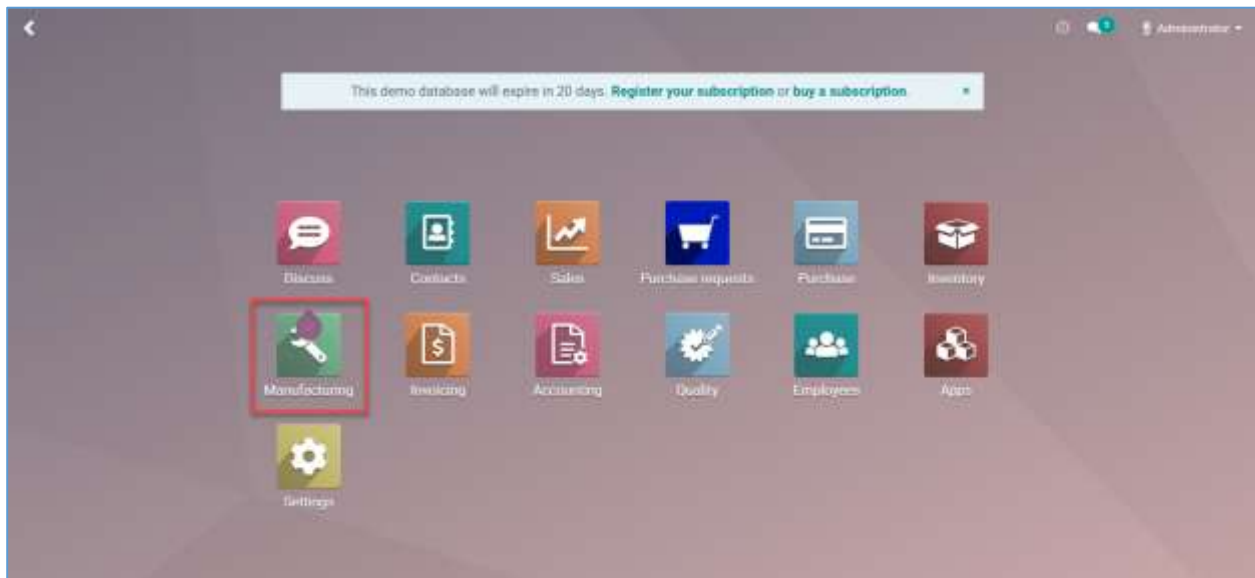 Administrator
This demo database will expire in 20 days. Register your subscription or buy a subscription
Discuss
Contacts
Sales
Purchase requests
Purchase
Inventory
Manufacturing
Invoicing
Accounting
Quality
Employees
Apps
Settings